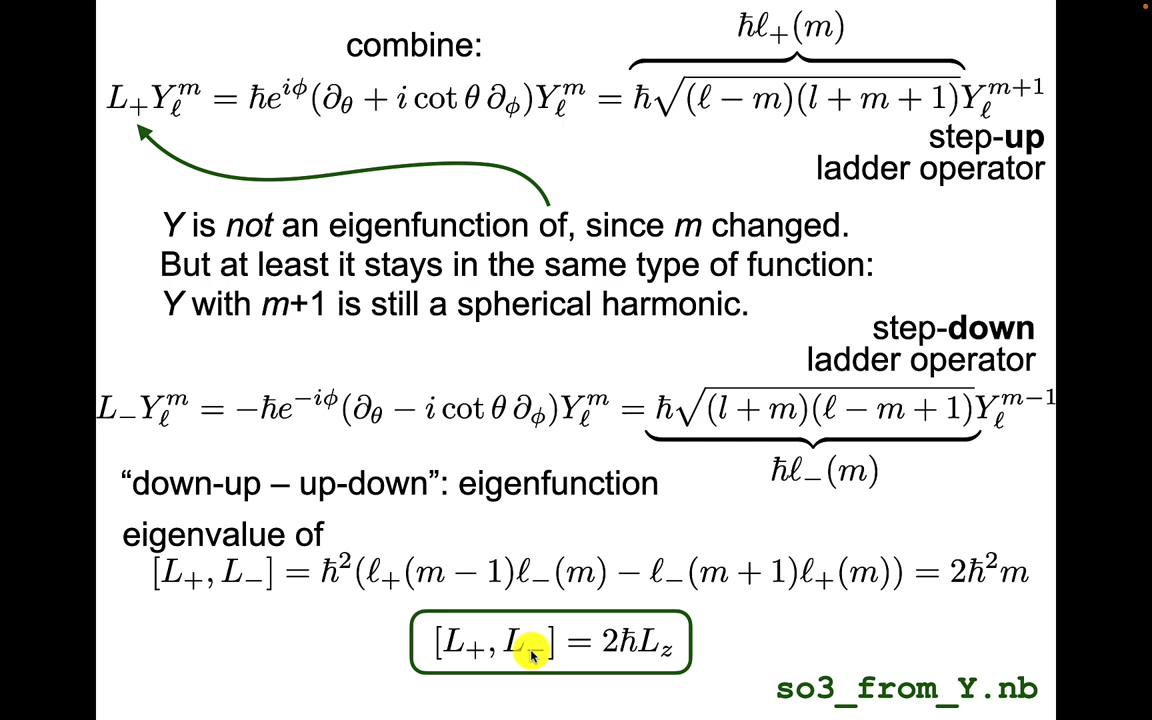 combine:
ħℓ₊(m)
L₊Yₗᵐ = ħe^{iϕ}(∂_θ + i cot θ ∂_ϕ)Y_ℓ^m = ħ√((ℓ − m)(l + m + 1))Y_ℓ^{m+1}
step-up
ladder operator
Y is not an eigenfunction of, since m changed.
But at least it stays in the same type of function:
Y with m+1 is still a spherical harmonic.
step-down
ladder operator
L₋Y_ℓ^m = −ħe^{−iϕ}(∂_θ − i cot θ ∂_ϕ)Y_ℓ^m = ħ√((l + m)(ℓ − m + 1))Y_ℓ^{m−1}
ħℓ₋(m)
“down-up – up-down”: eigenfunction
eigenvalue of
[L₊, L₋] = ħ²(ℓ₊(m − 1)ℓ₋(m) − ℓ₋(m + 1)ℓ₊(m)) = 2ħ²m
[L₊, L₋] = 2ħL_z
so3_from_Y.nb